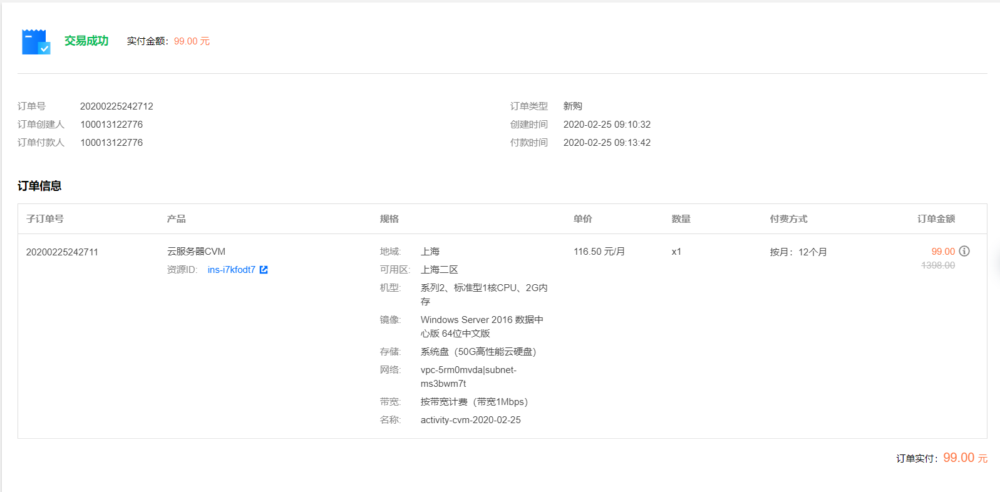 交易成功 实付金额：99.00 元
订单号 20200225242712 订单类型 新购
订单创建人 100013122776 创建时间 2020-02-25 09:10:32
订单付款人 100013122776 付款时间 2020-02-25 09:13:42
订单信息
子订单号 产品 规格 单价 数量 付费方式 订单金额
20200225242711 云服务器CVM 地域: 上海 116.50 元/月 x1 按月：12个月 99.00
1398.00
资源ID: ins-i7kfodt7 可用区: 上海二区
机型: 系列2、标准型1核CPU、2G内
存
镜像: Windows Server 2016 数据中
心版 64位中文版
存储: 系统盘（50G高性能云硬盘）
网络: vpc-5rm0mvda|subnet-
ms3bwm7t
带宽: 按带宽计费（带宽1Mbps）
名称: activity-cvm-2020-02-25
订单实付：99.00 元